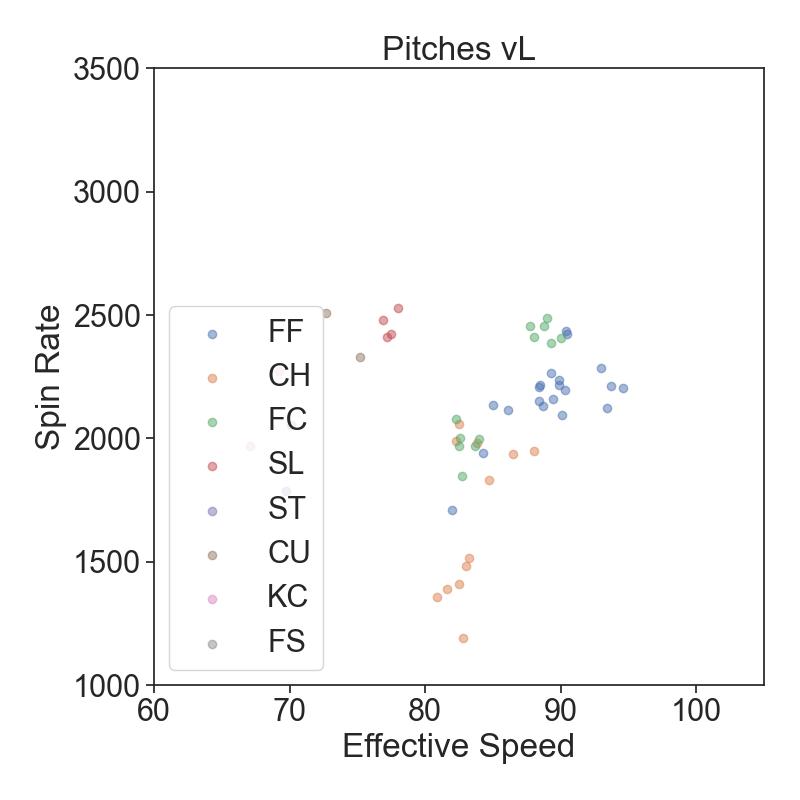 Pitches vL
3500
3000
2500
2000
1500
1000
Spin Rate
FF
CH
FC
SL
ST
CU
KC
FS
60 70 80 90 100
Effective Speed